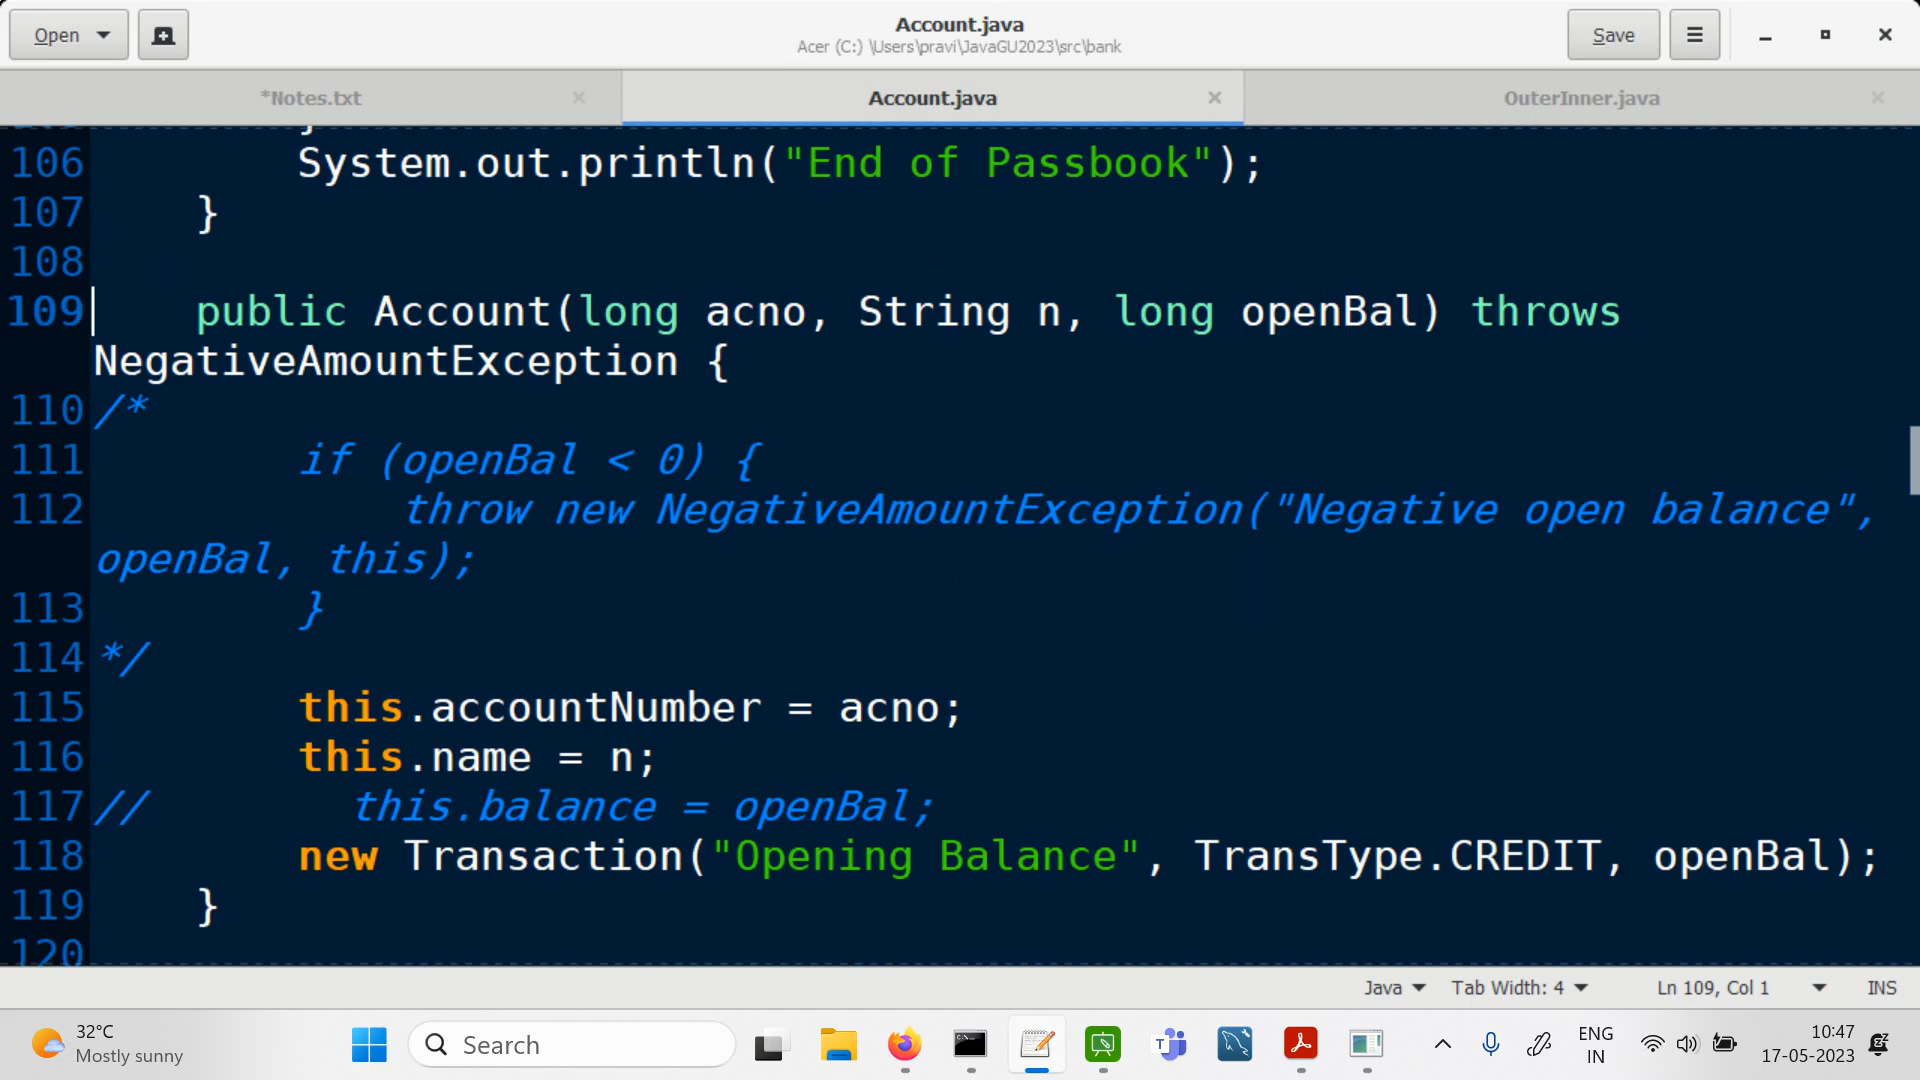 Open
Account.java
Acer (C:) \Users\pravi\JavaGU2023\src\bank
Save
*Notes.txt
Account.java
OuterInner.java
106 System.out.println("End of Passbook");
107 }
108
109 public Account(long acno, String n, long openBal) throws
NegativeAmountException {
110 /*
111 if (openBal < 0) {
112 throw new NegativeAmountException("Negative open balance",
openBal, this);
113 }
114 */
115 this.accountNumber = acno;
116 this.name = n;
117 // this.balance = openBal;
118 new Transaction("Opening Balance", TransType.CREDIT, openBal);
119 }
120
Java Tab Width: 4 Ln 109, Col 1 INS
32°C
Mostly sunny
Search
ENG
IN
10:47
17-05-2023